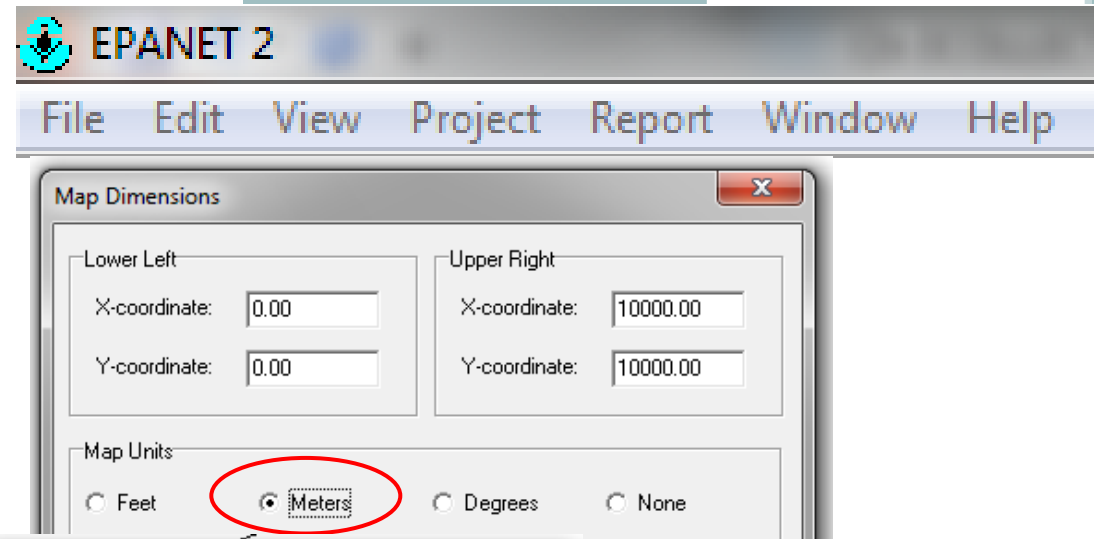 EPANET 2
File Edit View Project Report Window Help
Map Dimensions
Lower Left Upper Right
X-coordinate: 0.00 X-coordinate: 10000.00
Y-coordinate: 0.00 Y-coordinate: 10000.00
Map Units
Feet Meters Degrees None